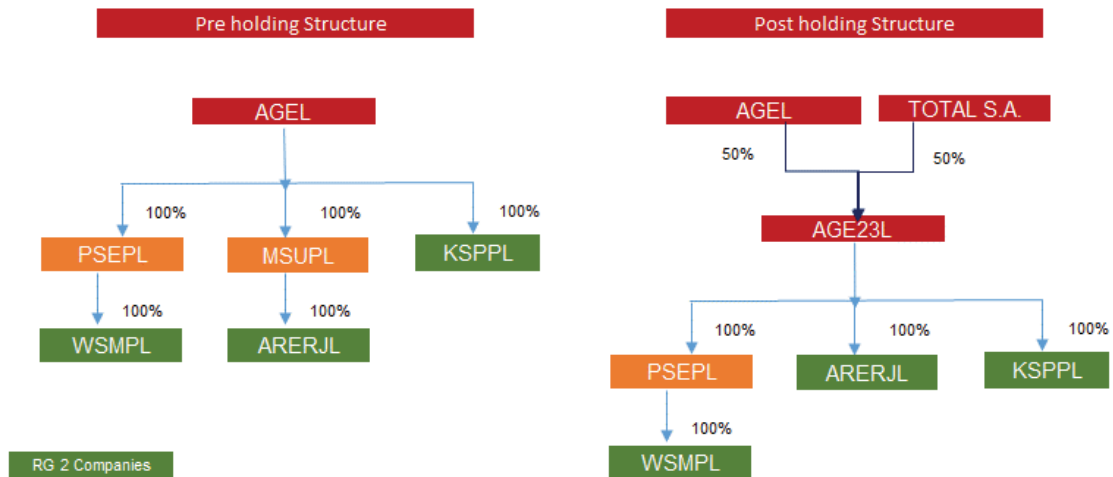 Pre holding Structure
AGEL
100%
100%
100%
PSEPL
MSUPL
KSPPL
100%
100%
WSMPL
ARERJL
RG 2 Companies
Post holding Structure
AGEL
TOTAL S.A.
50%
50%
AGE23L
100%
100%
100%
PSEPL
ARERJL
KSPPL
100%
WSMPL